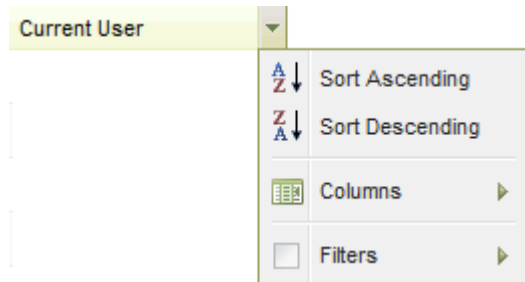 Current User
Sort Ascending
Sort Descending
Columns
Filters